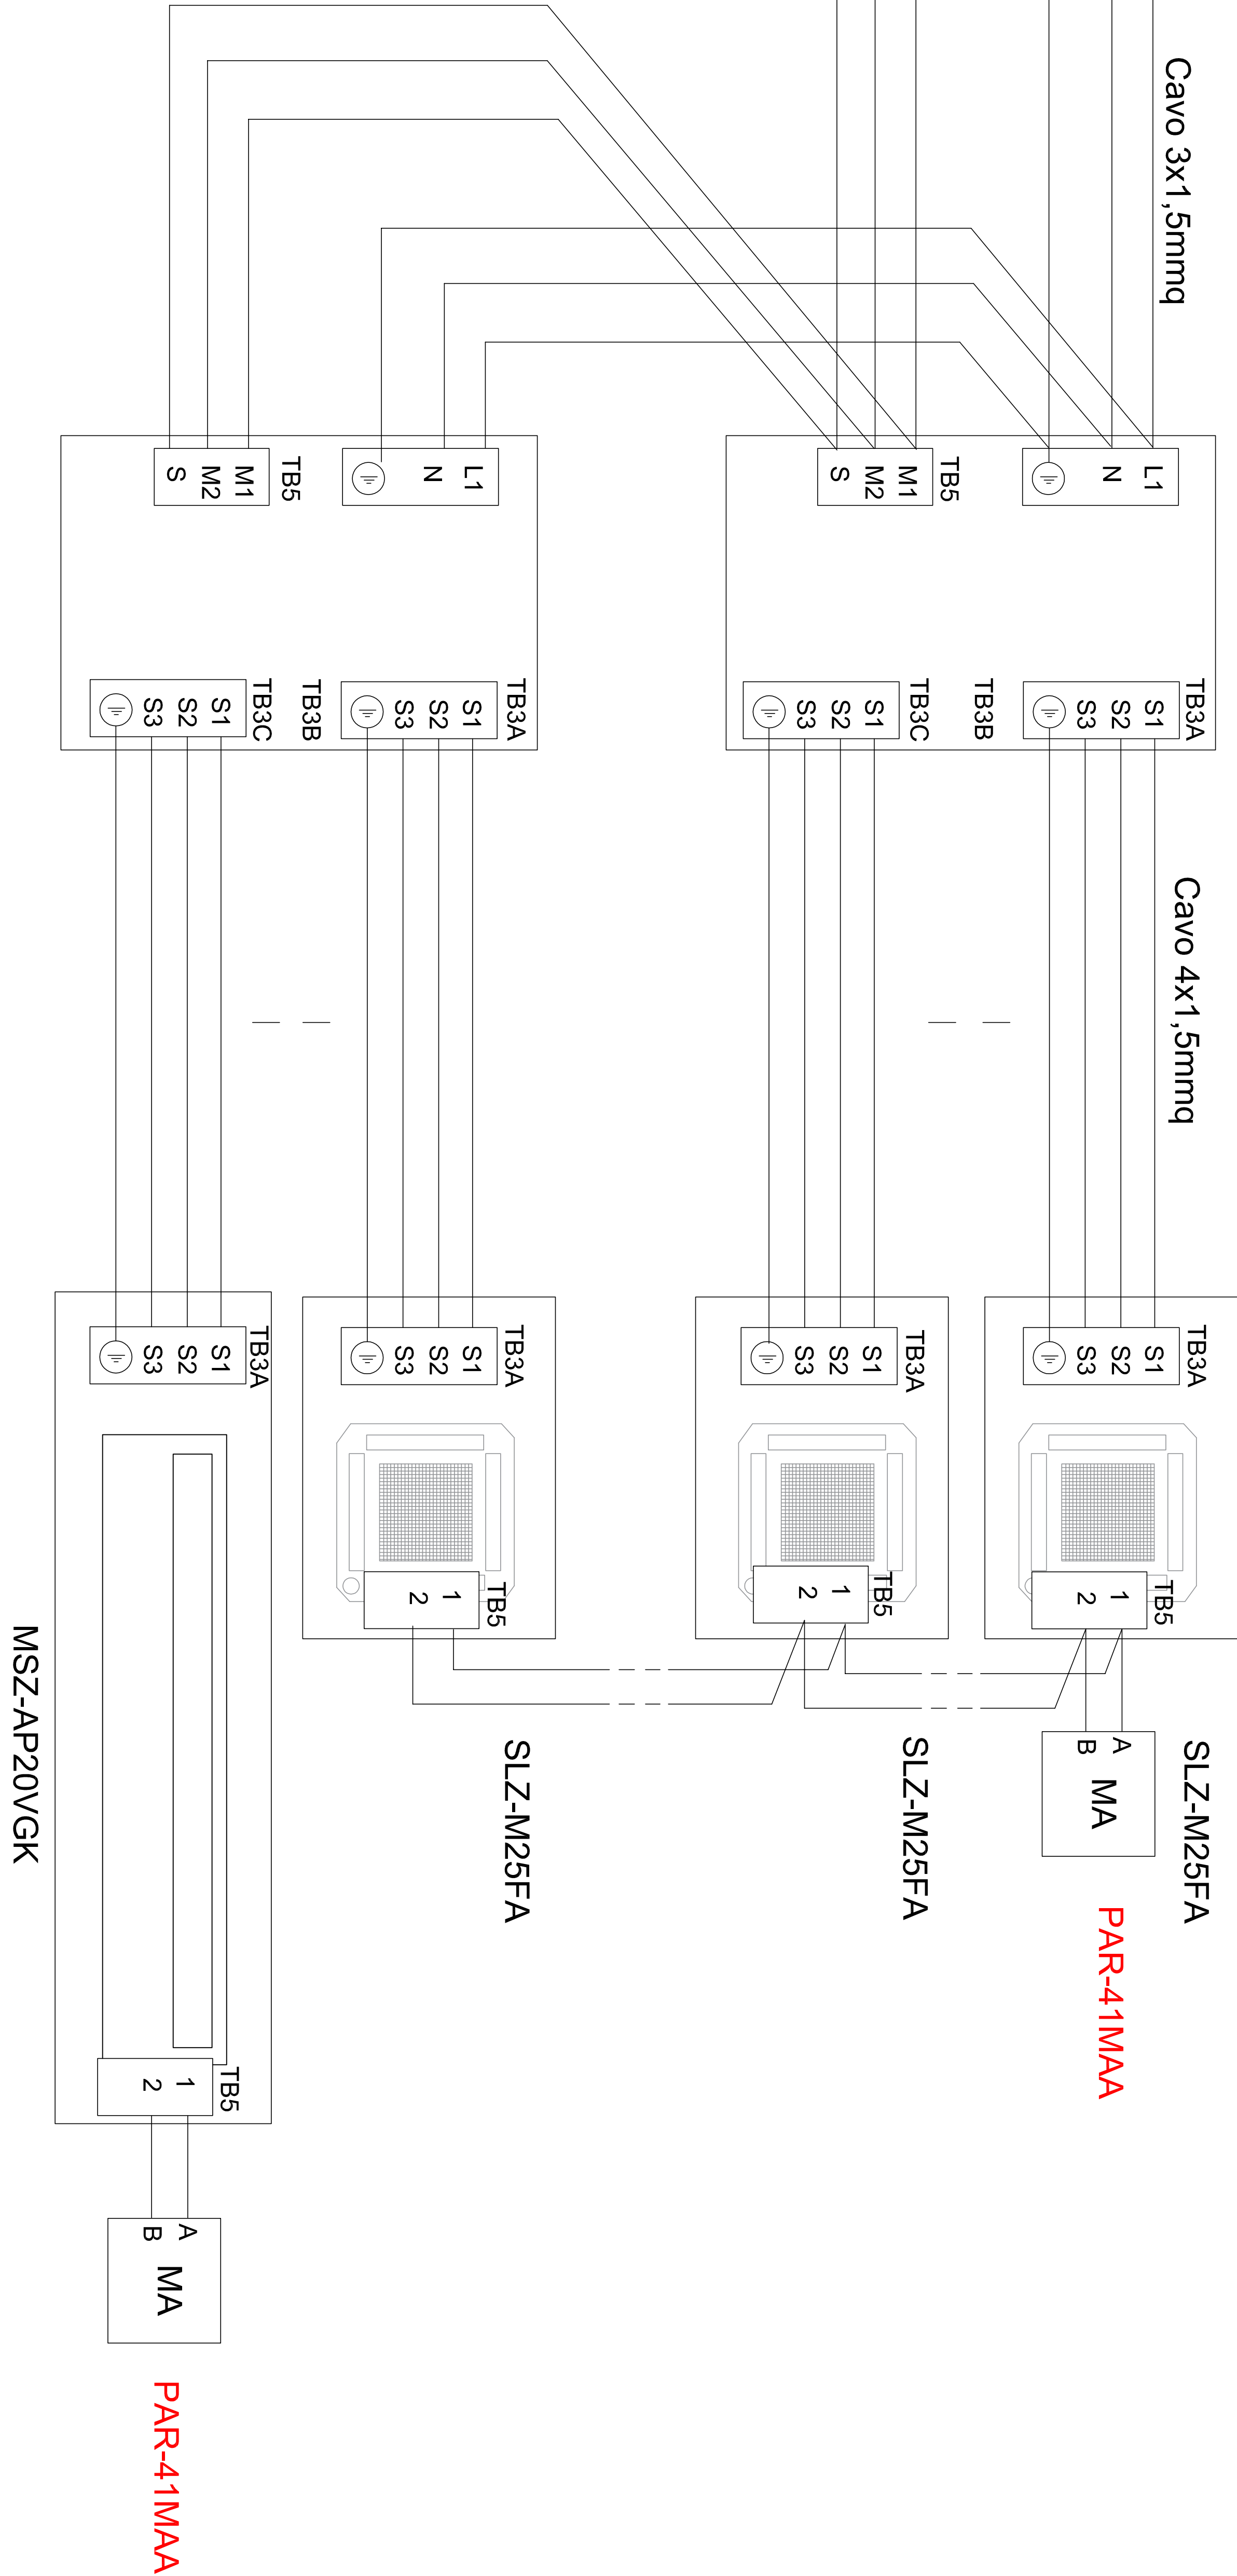 Cavo 3x1,5mmq
L1
N
TB5
M1
M2
S
TB3A
S1
S2
S3
TB3B
TB3C
S1
S2
S3
Cavo 4x1,5mmq
TB3A
S1
S2
S3
TB5
1
2
SLZ-M25FA
A
B
MA
PAR-41MAA
TB3A
S1
S2
S3
TB5
1
2
SLZ-M25FA
L1
N
TB5
M1
M2
S
TB3A
S1
S2
S3
TB3B
TB3C
S1
S2
S3
TB3A
S1
S2
S3
TB5
1
2
SLZ-M25FA
TB3A
S1
S2
S3
TB5
1
2
A
B
MA
PAR-41MAA
MSZ-AP20VGK